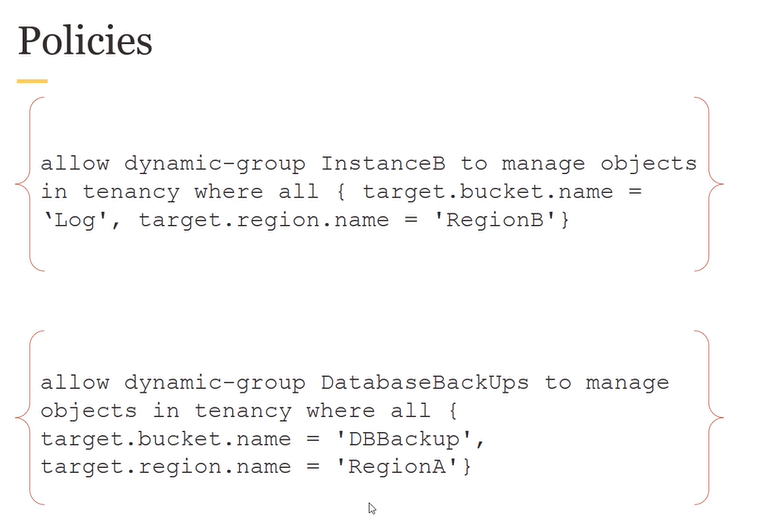 Policies
allow dynamic-group InstanceB to manage objects
in tenancy where all { target.bucket.name =
‘Log', target.region.name = 'RegionB'}
allow dynamic-group DatabaseBackUps to manage
objects in tenancy where all {
target.bucket.name = 'DBBackup',
target.region.name = 'RegionA'}